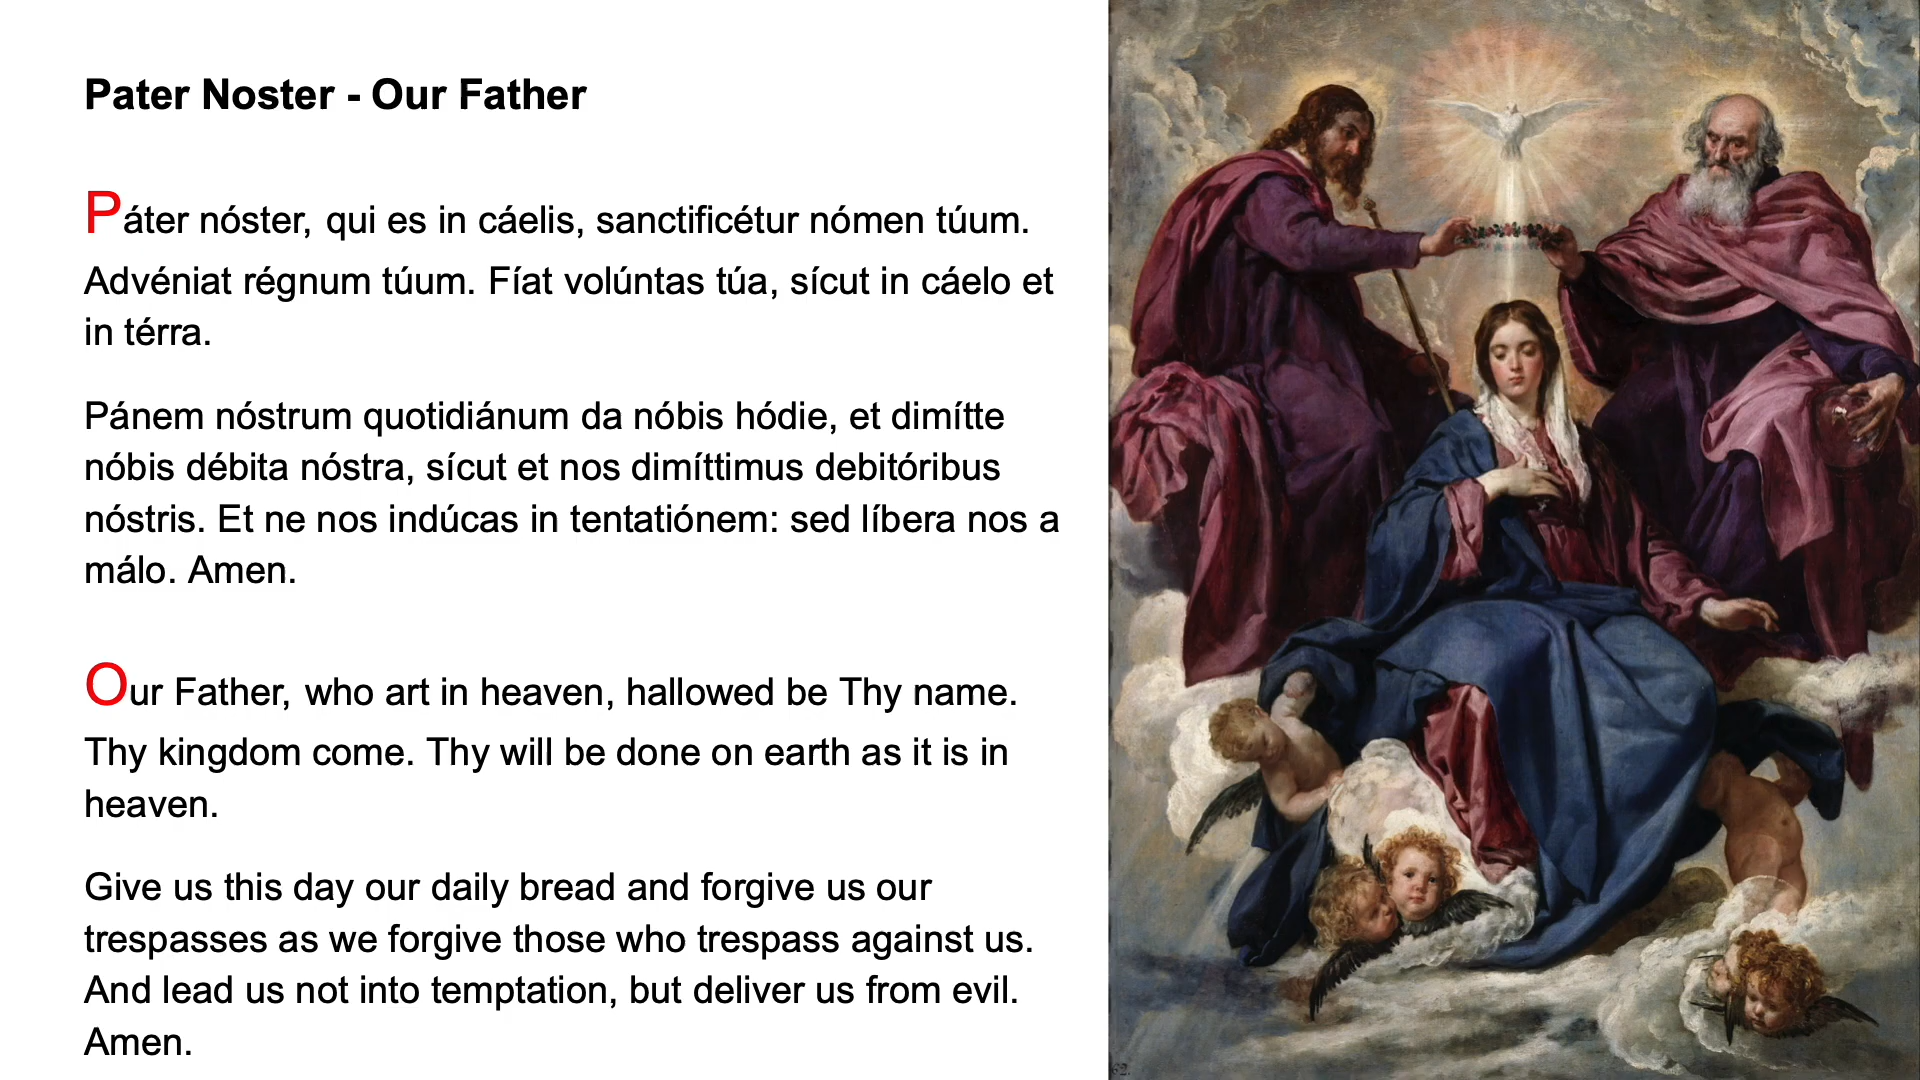 Pater Noster - Our Father
Páter nóster, qui es in cáelis, sanctificétur nómen túum.
Advéniat régnum túum. Fíat volúntas túa, sícut in cáelo et
in térra.
Pánem nóstrum quotidiánum da nóbis hódie, et dimítte
nóbis débita nóstra, sícut et nos dimíttimus debitóribus
nóstris. Et ne nos indúcas in tentatiónem: sed líbera nos a
málo. Amen.
Our Father, who art in heaven, hallowed be Thy name.
Thy kingdom come. Thy will be done on earth as it is in
heaven.
Give us this day our daily bread and forgive us our
trespasses as we forgive those who trespass against us.
And lead us not into temptation, but deliver us from evil.
Amen.
62.